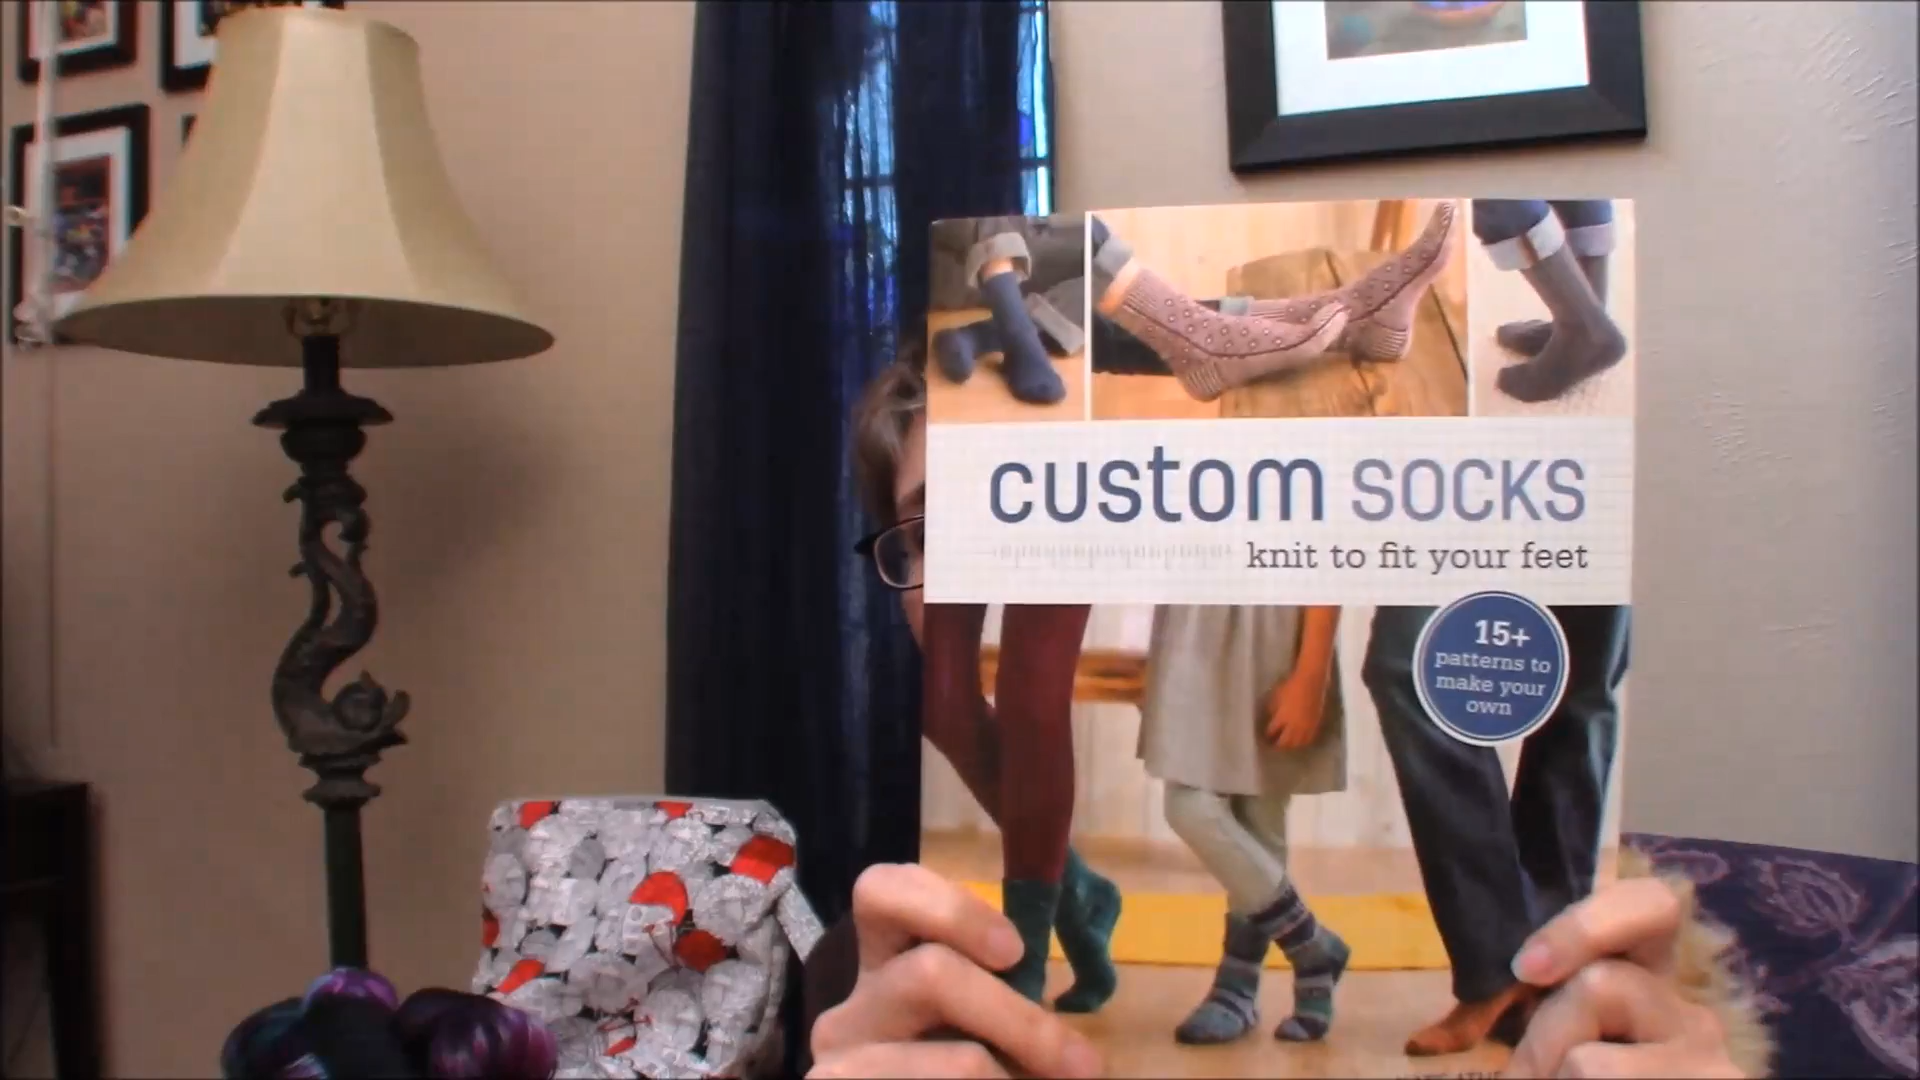 custom socks
knit to fit your feet
15+
patterns to
make your
own